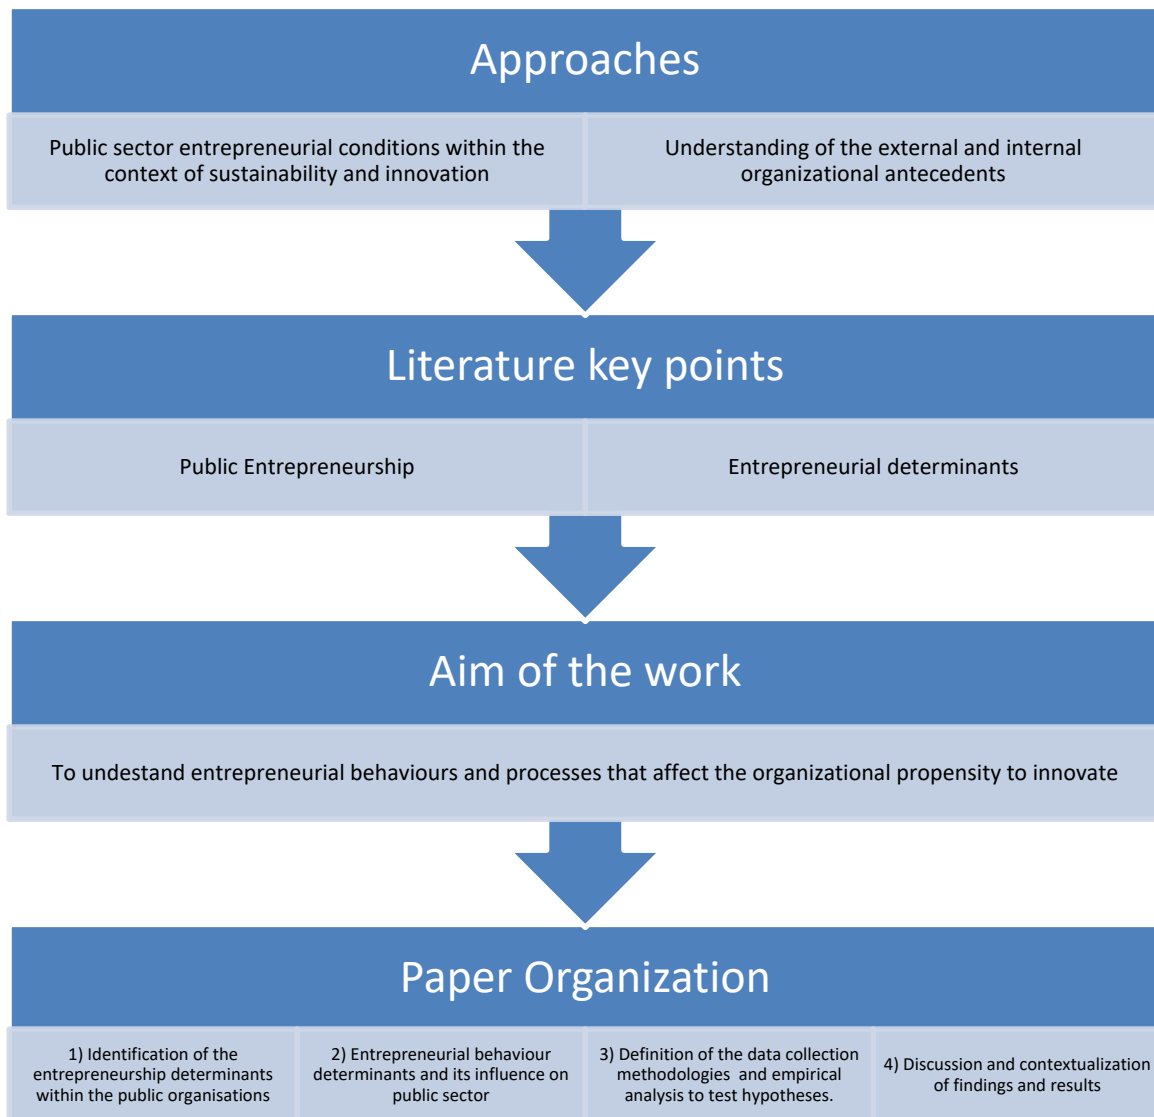 Approaches
Public sector entrepreneurial conditions within the
context of sustainability and innovation
Understanding of the external and internal
organizational antecedents
Literature key points
Public Entrepreneurship
Entrepreneurial determinants
Aim of the work
To undestand entrepreneurial behaviours and processes that affect the organizational propensity to innovate
Paper Organization
1) Identification of the
entrepreneurship determinants
within the public organisations
2) Entrepreneurial behaviour
determinants and its influence on
public sector
3) Definition of the data collection
methodologies and empirical
analysis to test hypotheses.
4) Discussion and contextualization
of findings and results